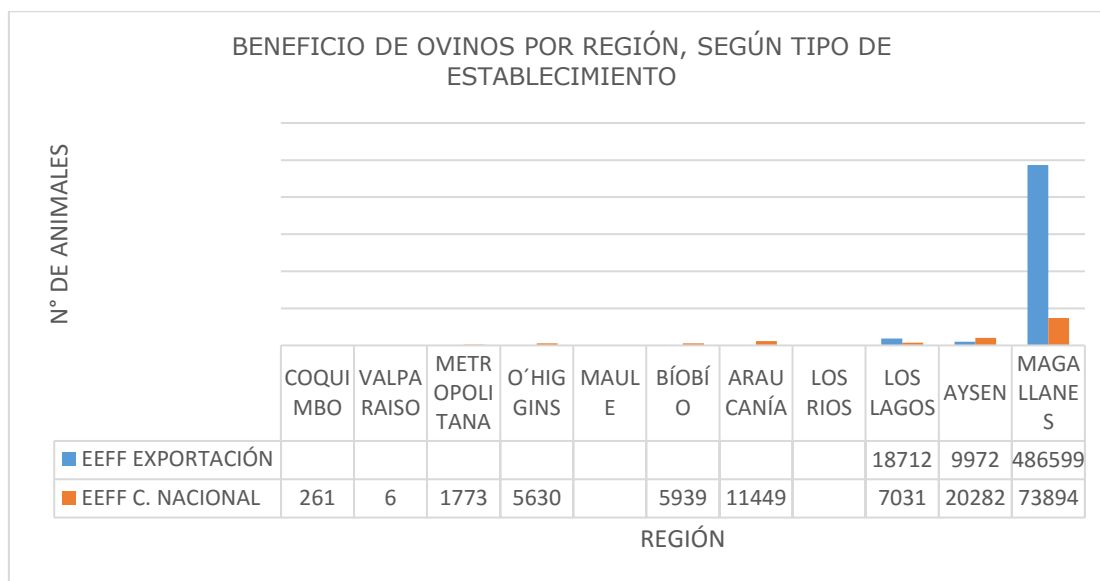 BENEFICIO DE OVINOS POR REGIÓN, SEGÚN TIPO DE
ESTABLECIMIENTO
N° DE ANIMALES
COQUI
MBO
VALPA
RAISO
METR
OPOLI
TANA
O´HIG
GINS
MAUL
E
BÍOBÍ
O
ARAU
CANÍA
LOS
RIOS
LOS
LAGOS
AYSEN
MAGA
LLANE
S
EEFF EXPORTACIÓN 18712 9972 486599
EEFF C. NACIONAL 261 6 1773 5630 5939 11449 7031 20282 73894
REGIÓN